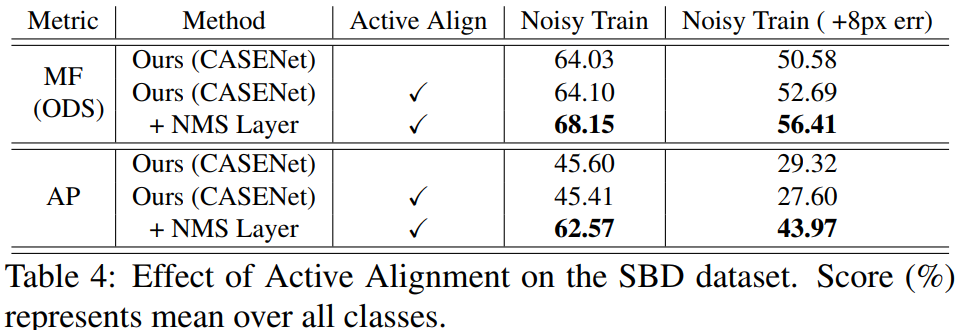 Metric Method Active Align Noisy Train Noisy Train ( +8px err)
MF (ODS) Ours (CASENet) 64.03 50.58
Ours (CASENet) ✓ 64.10 52.69
+ NMS Layer ✓ 68.15 56.41
AP Ours (CASENet) 45.60 29.32
Ours (CASENet) ✓ 45.41 27.60
+ NMS Layer ✓ 62.57 43.97
Table 4: Effect of Active Alignment on the SBD dataset. Score (%)
represents mean over all classes.